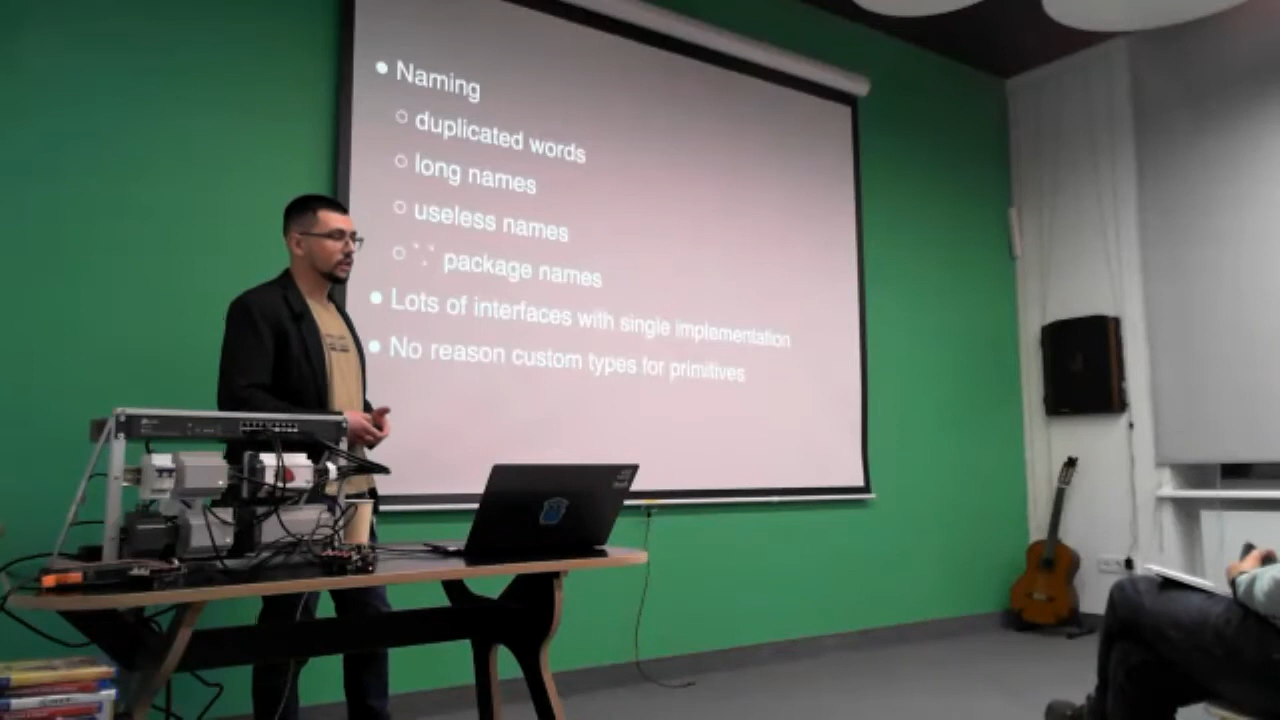 Naming
duplicated words
long names
useless names
package names
Lots of interfaces with single implementation
No reason custom types for primitives